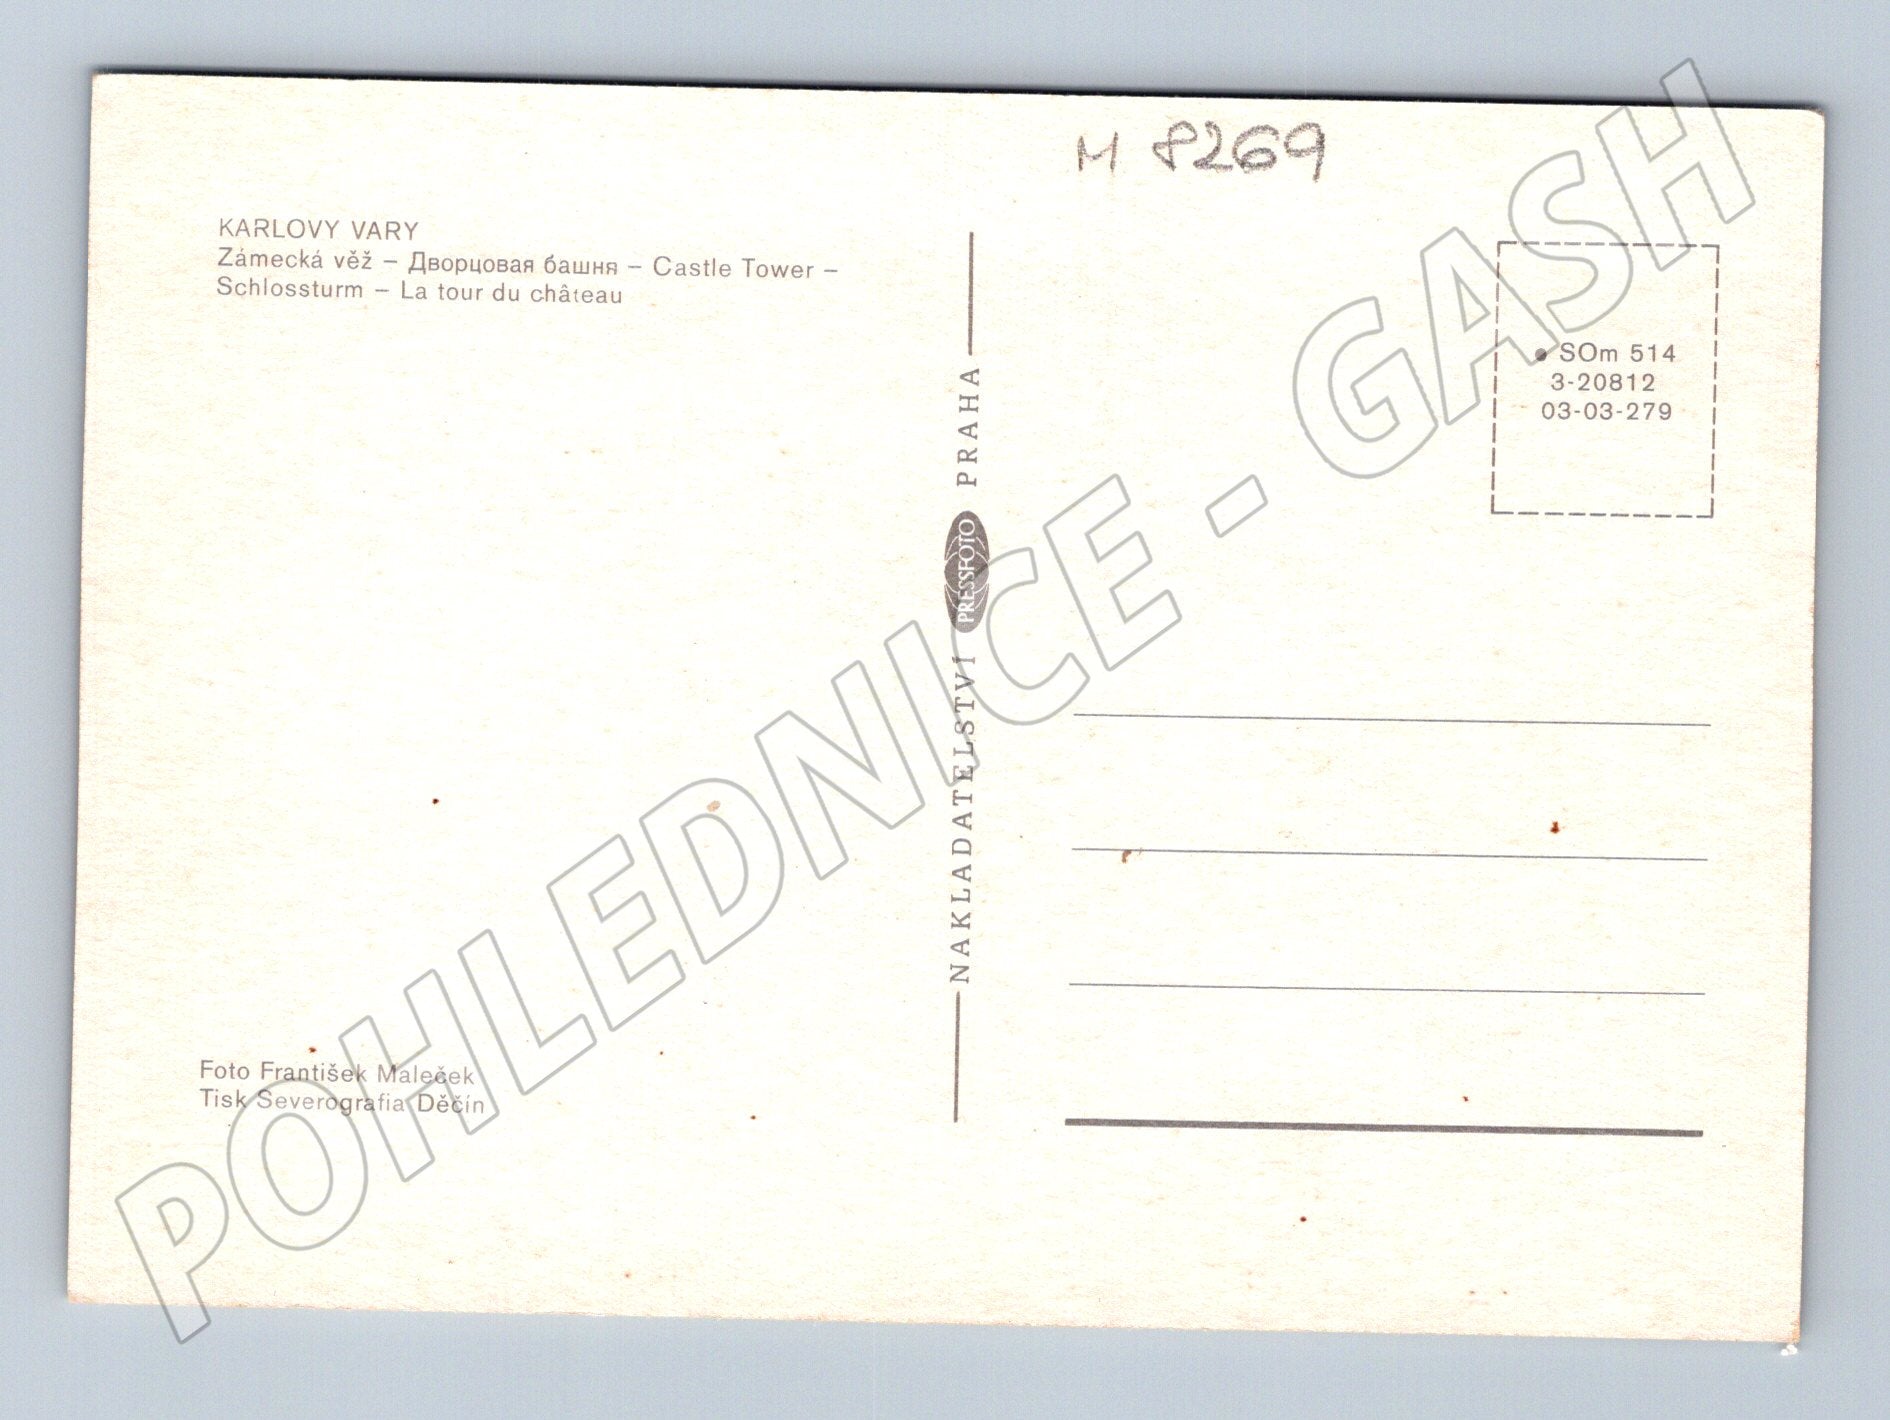 M 8269
KARLOVY VARY
Zámecká věž – Дворцовая башня – Castle Tower –
Schlossturm – La tour du château
SOm 514
3-20812
03-03-279
NAKLADATELSTVÍ PRESSFOTO PRAHA
Foto František Maleček
Tisk Severografia Děčín
POHLEDNICE - GASH